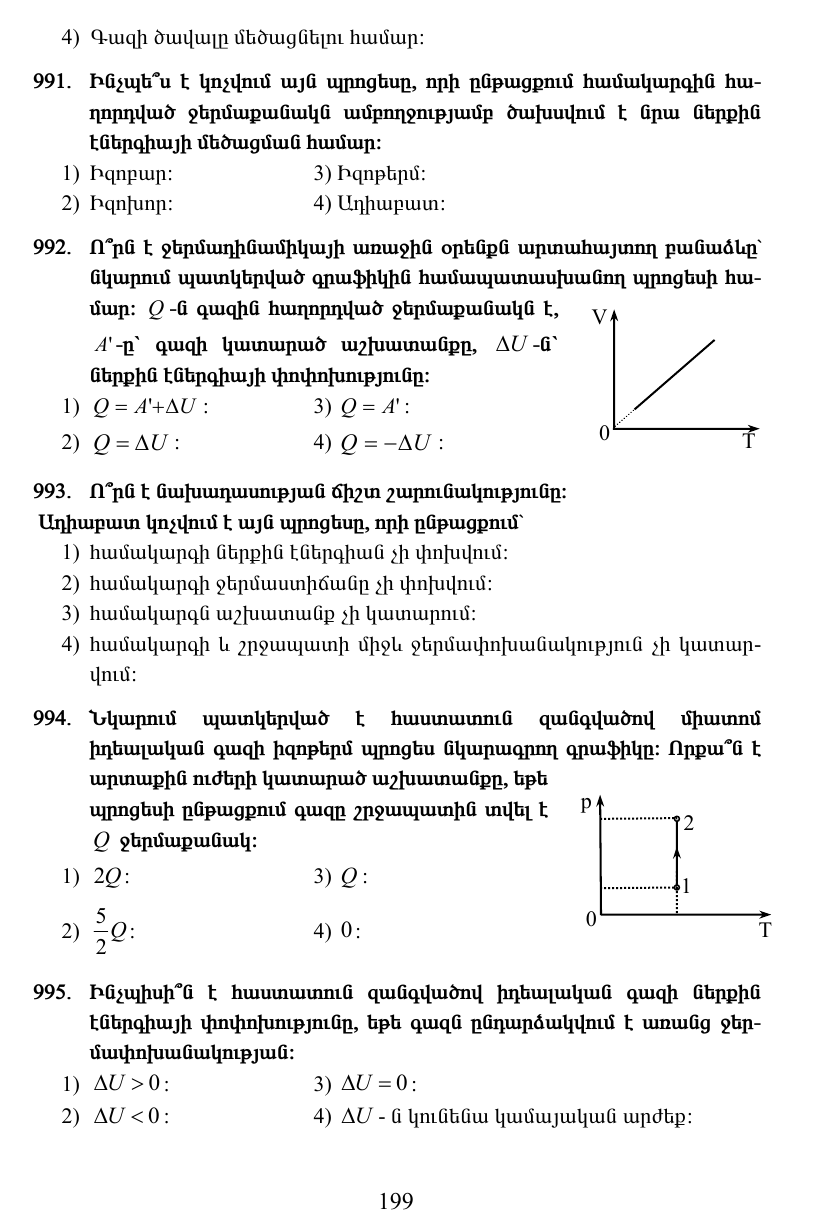 4) Գազի ծավալը մեծացնելու համար:
991. Ինչպե՞ս է կոչվում այն պրոցեսը, որի ընթացքում համակարգին հա-
ղորդված ջերմաքանակն ամբողջությամբ ծախսվում է նրա ներքին
էներգիայի մեծացման համար:
1) Իզոբար: 3) Իզոթերմ:
2) Իզոխոր: 4) Ադիաբատ:
992. Ո՞րն է ջերմադինամիկայի առաջին օրենքն արտահայտող բանաձևը՝
նկարում պատկերված գրաֆիկին համապատասխանող պրոցեսի հա-
մար: Q -ն գազին հաղորդված ջերմաքանակն է,
A' -ը՝ գազի կատարած աշխատանքը, ΔU -ն՝
ներքին էներգիայի փոփոխությունը:
1) Q = A'+ΔU : 3) Q = A' :
2) Q = ΔU : 4) Q = −ΔU :
V
0
T
993. Ո՞րն է նախադասության ճիշտ շարունակությունը:
Ադիաբատ կոչվում է այն պրոցեսը, որի ընթացքում՝
1) համակարգի ներքին էներգիան չի փոխվում:
2) համակարգի ջերմաստիճանը չի փոխվում:
3) համակարգն աշխատանք չի կատարում:
4) համակարգի և շրջապատի միջև ջերմափոխանակություն չի կատար-
վում:
994. Նկարում պատկերված է հաստատուն զանգվածով միատոմ
իդեալական գազի իզոթերմ պրոցես նկարագրող գրաֆիկը: Որքա՞ն է
արտաքին ուժերի կատարած աշխատանքը, եթե
պրոցեսի ընթացքում գազը շրջապատին տվել է
Q ջերմաքանակ:
1) 2Q: 3) Q :
2) 5/2 Q: 4) 0:
p
2
1
0
T
995. Ինչպիսի՞ն է հաստատուն զանգվածով իդեալական գազի ներքին
էներգիայի փոփոխությունը, եթե գազն ընդարձակվում է առանց ջեր-
մափոխանակության:
1) ΔU > 0 : 3) ΔU = 0 :
2) ΔU < 0 : 4) ΔU - ն կունենա կամայական արժեք:
199